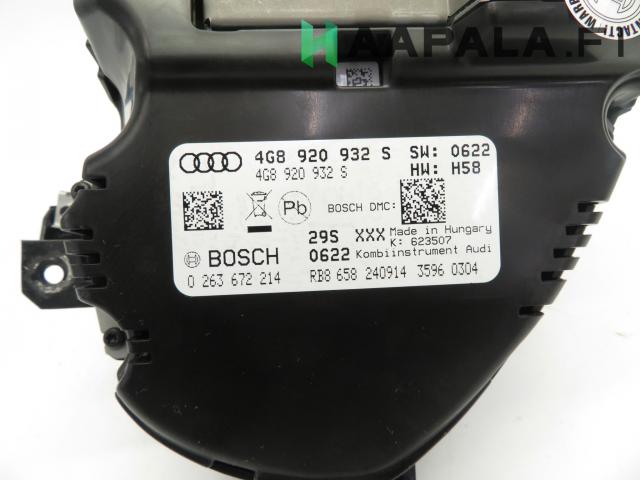 HAAPALA.FI
4G8 920 932 S SW: 0622
4G8 920 932 S HW: H58
Pb BOSCH DMC:
29S XXX Made in Hungary
K: 623507
BOSCH 0622 Kombiinstrument Audi
0 263 672 214 RB8 658 240914 3596 0304